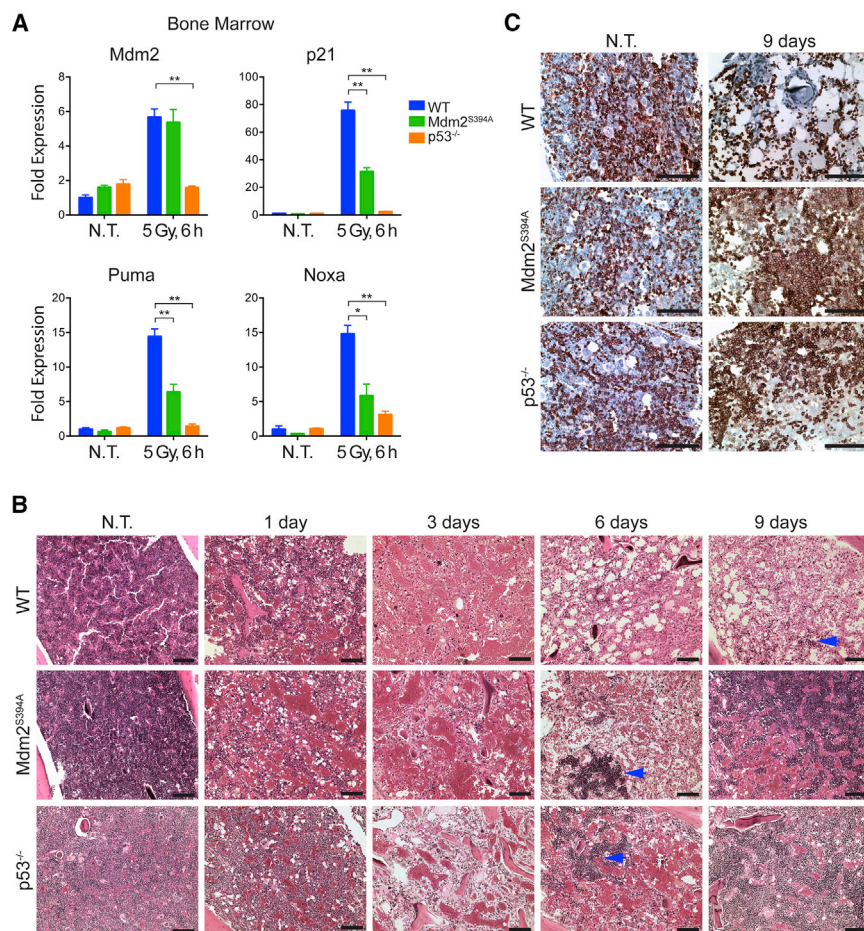 A
Bone Marrow
Mdm2
Fold Expression
8
6
4
2
0
**
N.T.
5 Gy, 6 h
p21
100
80
60
40
20
0
**
**
N.T.
5 Gy, 6 h
WT
Mdm2S394A
p53-/-
Puma
Fold Expression
20
15
10
5
0
**
**
N.T.
5 Gy, 6 h
Noxa
20
15
10
5
0
**
*
N.T.
5 Gy, 6 h
C
N.T.
9 days
WT
Mdm2S394A
p53-/-
B
N.T.
1 day
3 days
6 days
9 days
WT
Mdm2S394A
p53-/-